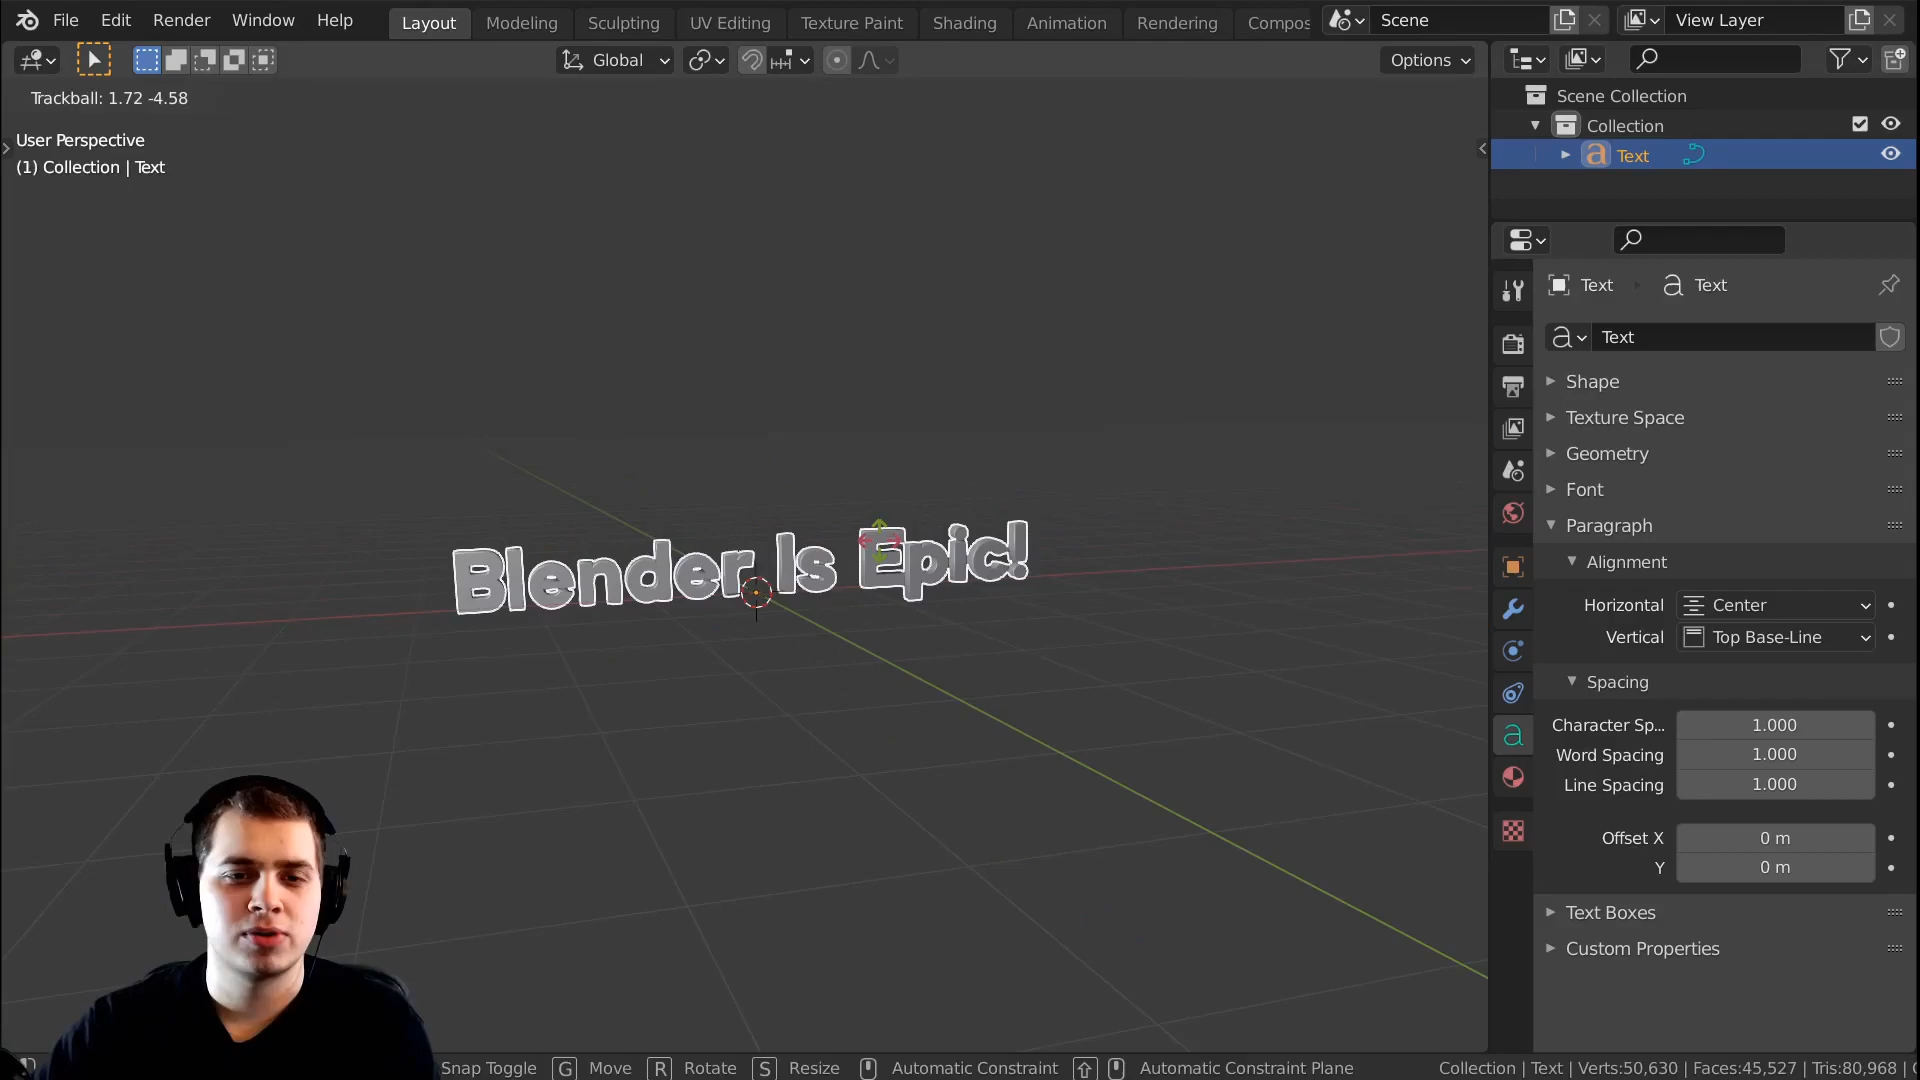 File Edit Render Window Help
Layout Modeling Sculpting UV Editing Texture Paint Shading Animation Rendering Compos
Scene
View Layer
Global
Options
Trackball: 1.72 -4.58
User Perspective
(1) Collection | Text
Scene Collection
Collection
Text
Text Text
Text
Shape
Texture Space
Geometry
Font
Paragraph
Alignment
Horizontal Center
Vertical Top Base-Line
Spacing
Character Sp... 1.000
Word Spacing 1.000
Line Spacing 1.000
Offset X 0 m
Y 0 m
Text Boxes
Custom Properties
Blender Is Epic!
Snap Toggle G Move R Rotate S Resize Automatic Constraint Automatic Constraint Plane
Collection | Text | Verts:50,630 | Faces:45,527 | Tris:80,968 |